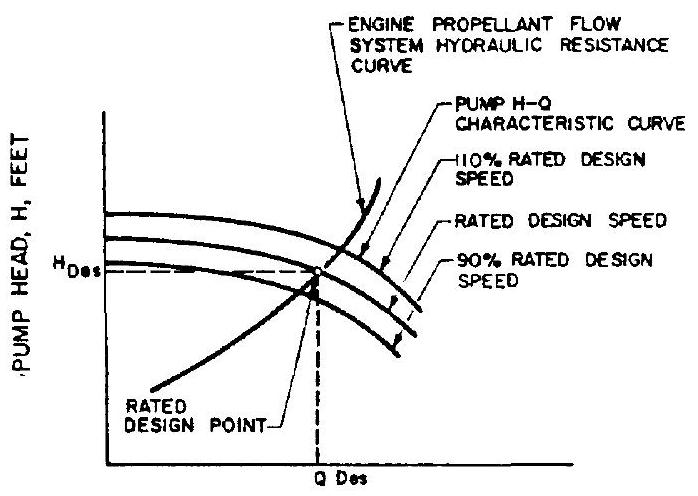 ENGINE PROPELLANT FLOW
SYSTEM HYDRAULIC RESISTANCE
CURVE
PUMP H-Q
CHARACTERISTIC CURVE
110% RATED DESIGN
SPEED
RATED DESIGN SPEED
90% RATED DESIGN
SPEED
PUMP HEAD, H, FEET
H Des
RATED
DESIGN POINT
Q Des